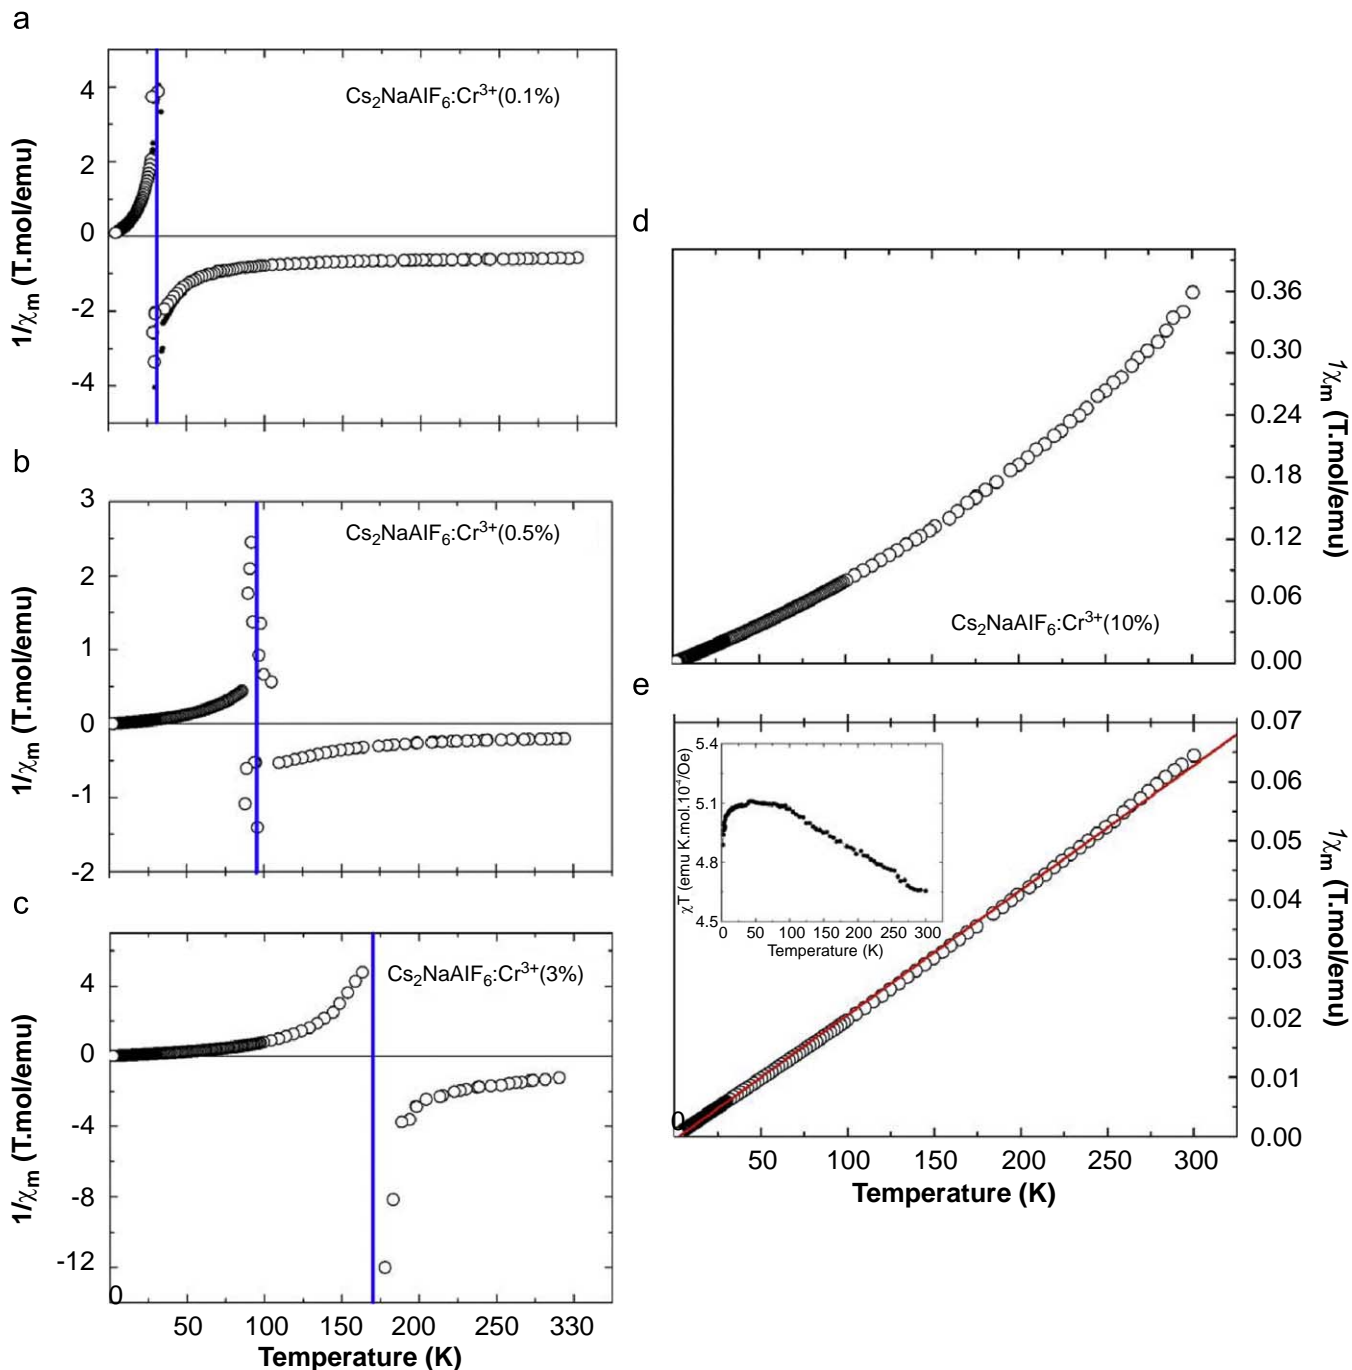 a
4
2
0
-2
-4
1/χm (T.mol/emu)
Cs2NaAlF6:Cr3+(0.1%)
b
3
2
1
0
-1
-2
1/χm (T.mol/emu)
Cs2NaAlF6:Cr3+(0.5%)
c
4
0
-4
-8
-12
0
1/χm (T.mol/emu)
Cs2NaAlF6:Cr3+(3%)
50 100 150 200 250 330
Temperature (K)
d
0.36
0.30
0.24
0.18
0.12
0.06
0.00
1χm (T.mol/emu)
Cs2NaAlF6:Cr3+(10%)
e
0.07
0.06
0.05
0.04
0.03
0.02
0.01
0.00
0
1χm (T.mol/emu)
5.4
5.1
4.8
4.5
χT (emu K.mol.10-4/Oe)
0 50 100 150 200 250 300
Temperature (K)
50 100 150 200 250 300
Temperature (K)